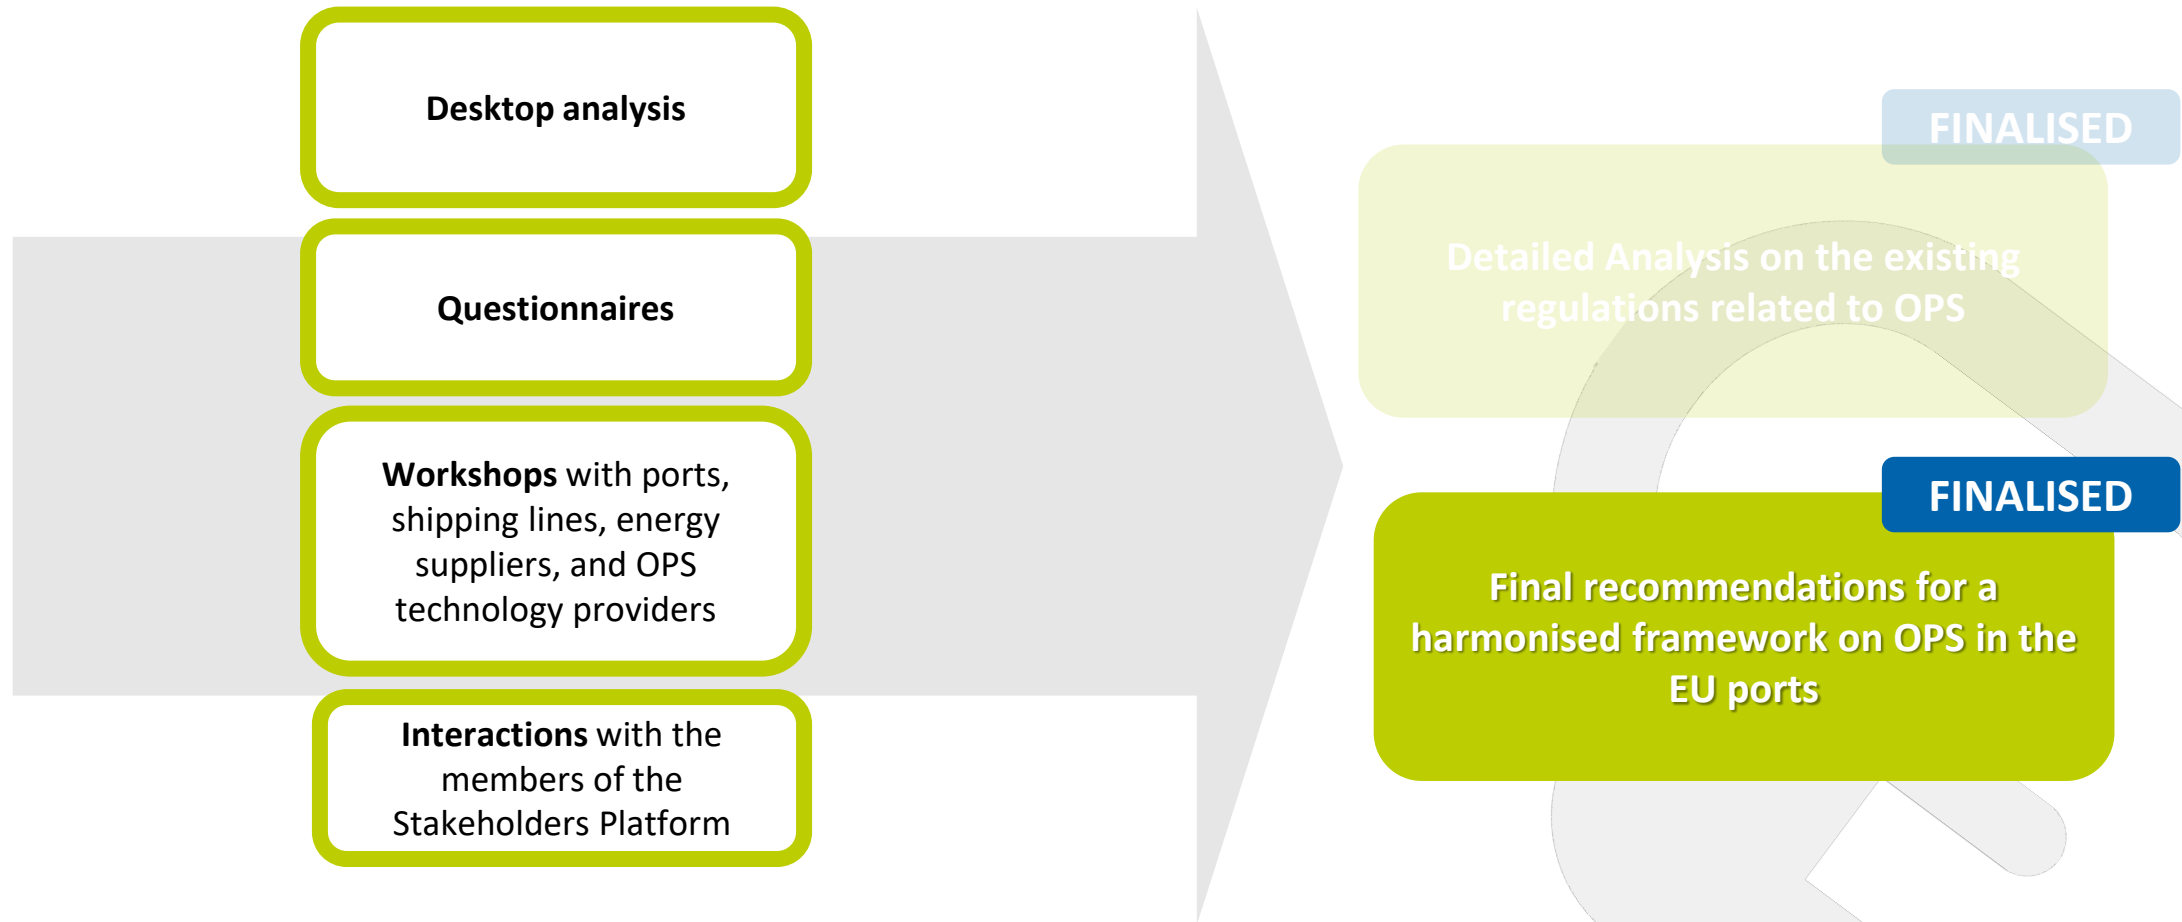 Desktop analysis
Questionnaires
Workshops with ports,
shipping lines, energy
suppliers, and OPS
technology providers
Interactions with the
members of the
Stakeholders Platform
FINALISED
Detailed Analysis on the existing
regulations related to OPS
FINALISED
Final recommendations for a
harmonised framework on OPS in the
EU ports